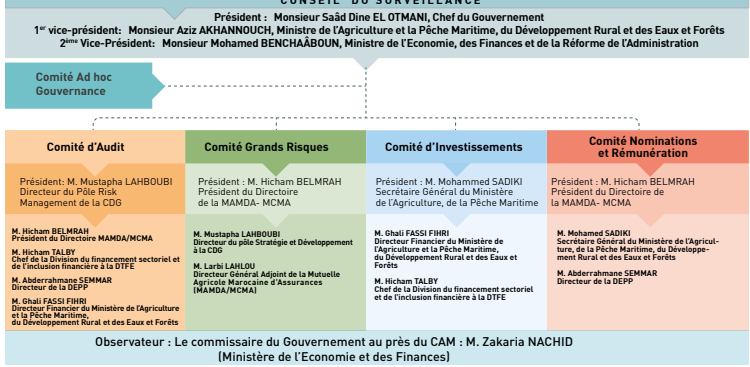 CONSEIL DU SURVEILLANCE
Président : Monsieur Saâd Dine EL OTMANI, Chef du Gouvernement
1er vice-président: Monsieur Aziz AKHANNOUCH, Ministre de l'Agriculture et la Pêche Maritime, du Développement Rural et des Eaux et Forêts
2ème Vice-Président: Monsieur Mohamed BENCHAÂBOUN, Ministre de l'Economie, des Finances et de la Réforme de l'Administration
Comité Ad hoc
Gouvernance
Comité d'Audit
Président: M. Mustapha LAHBOUBI
Directeur du Pôle Risk
Management de la CDG
M. Hicham BELMRAH
Président du Directoire MAMDA/MCMA
M. Hicham TALBY
Chef de la Division du financement sectoriel et
de l'inclusion financière à la DTFE
M. Abderrahmane SEMMAR
Directeur de la DEPP
M. Ghali FASSI FIHRI
Directeur Financier du Ministère de l'Agriculture
et la Pêche Maritime,
du Développement Rural et des Eaux et Forêts
Comité Grands Risques
Président : M. Hicham BELMRAH
Président du Directoire
de la MAMDA- MCMA
M. Mustapha LAHBOUBI
Directeur du pôle Stratégie et Développement
à la CDG
M. Larbi LAHLOU
Directeur Général Adjoint de la Mutuelle
Agricole Marocaine d'Assurances
(MAMDA/MCMA)
Comité d'Investissements
Président : M. Mohammed SADIKI
Secrétaire Général du Ministère
de l'Agriculture, de la Pêche Maritime
M. Ghali FASSI FIHRI
Directeur Financier du Ministère de
l'Agriculture et la Pêche Maritime,
du Développement Rural et des Eaux et
Forêts
M. Hicham TALBY
Chef de la Division du financement sectoriel
et de l'inclusion financière à la DTFE
Comité Nominations
et Rémunération
Président : M. Hicham BELMRAH
Président du Directoire de
la MAMDA- MCMA
M. Mohamed SADIKI
Secrétaire Général du Ministère de l'Agricul-
ture, de la Pêche Maritime, du Développe-
ment Rural et des Eaux et Forêts
M. Abderrahmane SEMMAR
Directeur de la DEPP
Observateur : Le commissaire du Gouvernement au près du CAM : M. Zakaria NACHID
(Ministère de l'Economie et des Finances)